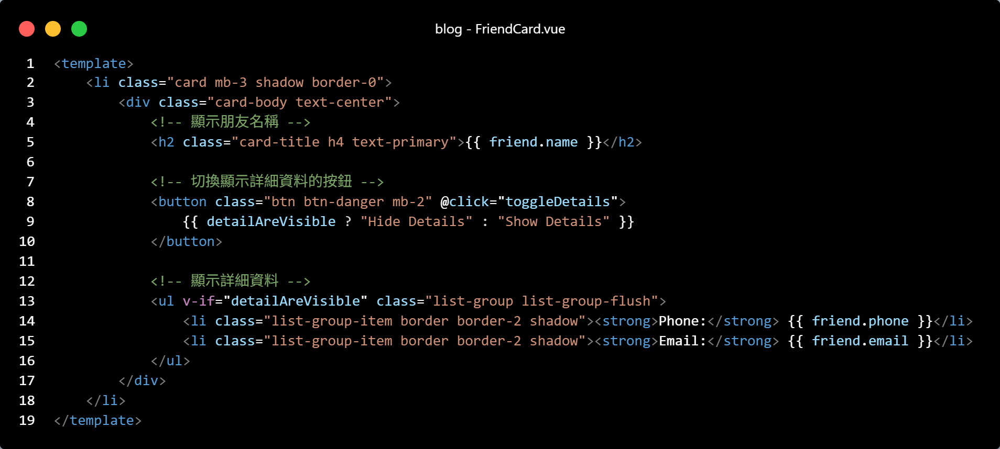 blog - FriendCard.vue
1 <template>
2     <li class="card mb-3 shadow border-0">
3         <div class="card-body text-center">
4             <!-- 顯示朋友名稱 -->
5             <h2 class="card-title h4 text-primary">{{ friend.name }}</h2>
6
7             <!-- 切換顯示詳細資料的按鈕 -->
8             <button class="btn btn-danger mb-2" @click="toggleDetails">
9                 {{ detailAreVisible ? "Hide Details" : "Show Details" }}
10             </button>
11
12             <!-- 顯示詳細資料 -->
13             <ul v-if="detailAreVisible" class="list-group list-group-flush">
14                 <li class="list-group-item border border-2 shadow"><strong>Phone:</strong> {{ friend.phone }}</li>
15                 <li class="list-group-item border border-2 shadow"><strong>Email:</strong> {{ friend.email }}</li>
16             </ul>
17         </div>
18     </li>
19 </template>